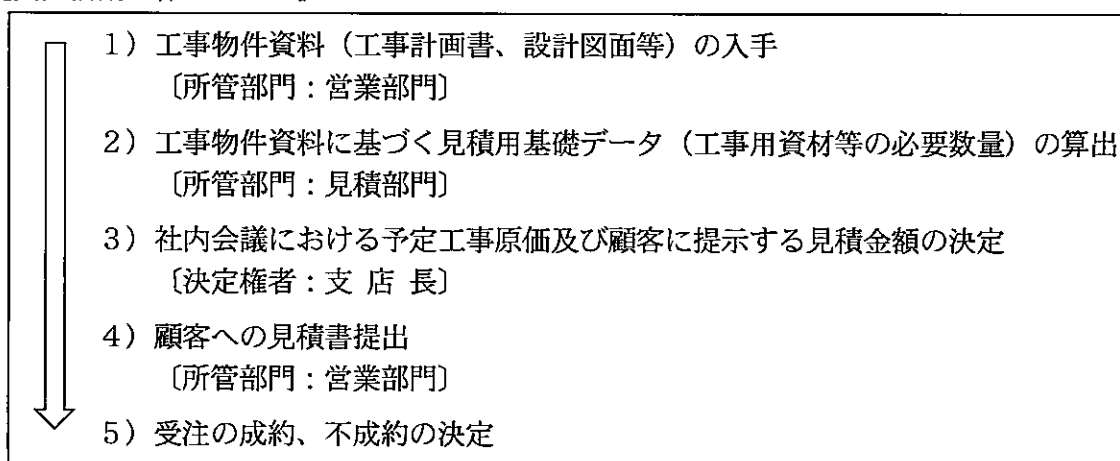 1）工事物件資料（工事計画書、設計図面等）の入手
〔所管部門：営業部門〕
2）工事物件資料に基づく見積用基礎データ（工事用資材等の必要数量）の算出
〔所管部門：見積部門〕
3）社内会議における予定工事原価及び顧客に提示する見積金額の決定
〔決定権者：支 店 長〕
4）顧客への見積書提出
〔所管部門：営業部門〕
5）受注の成約、不成約の決定